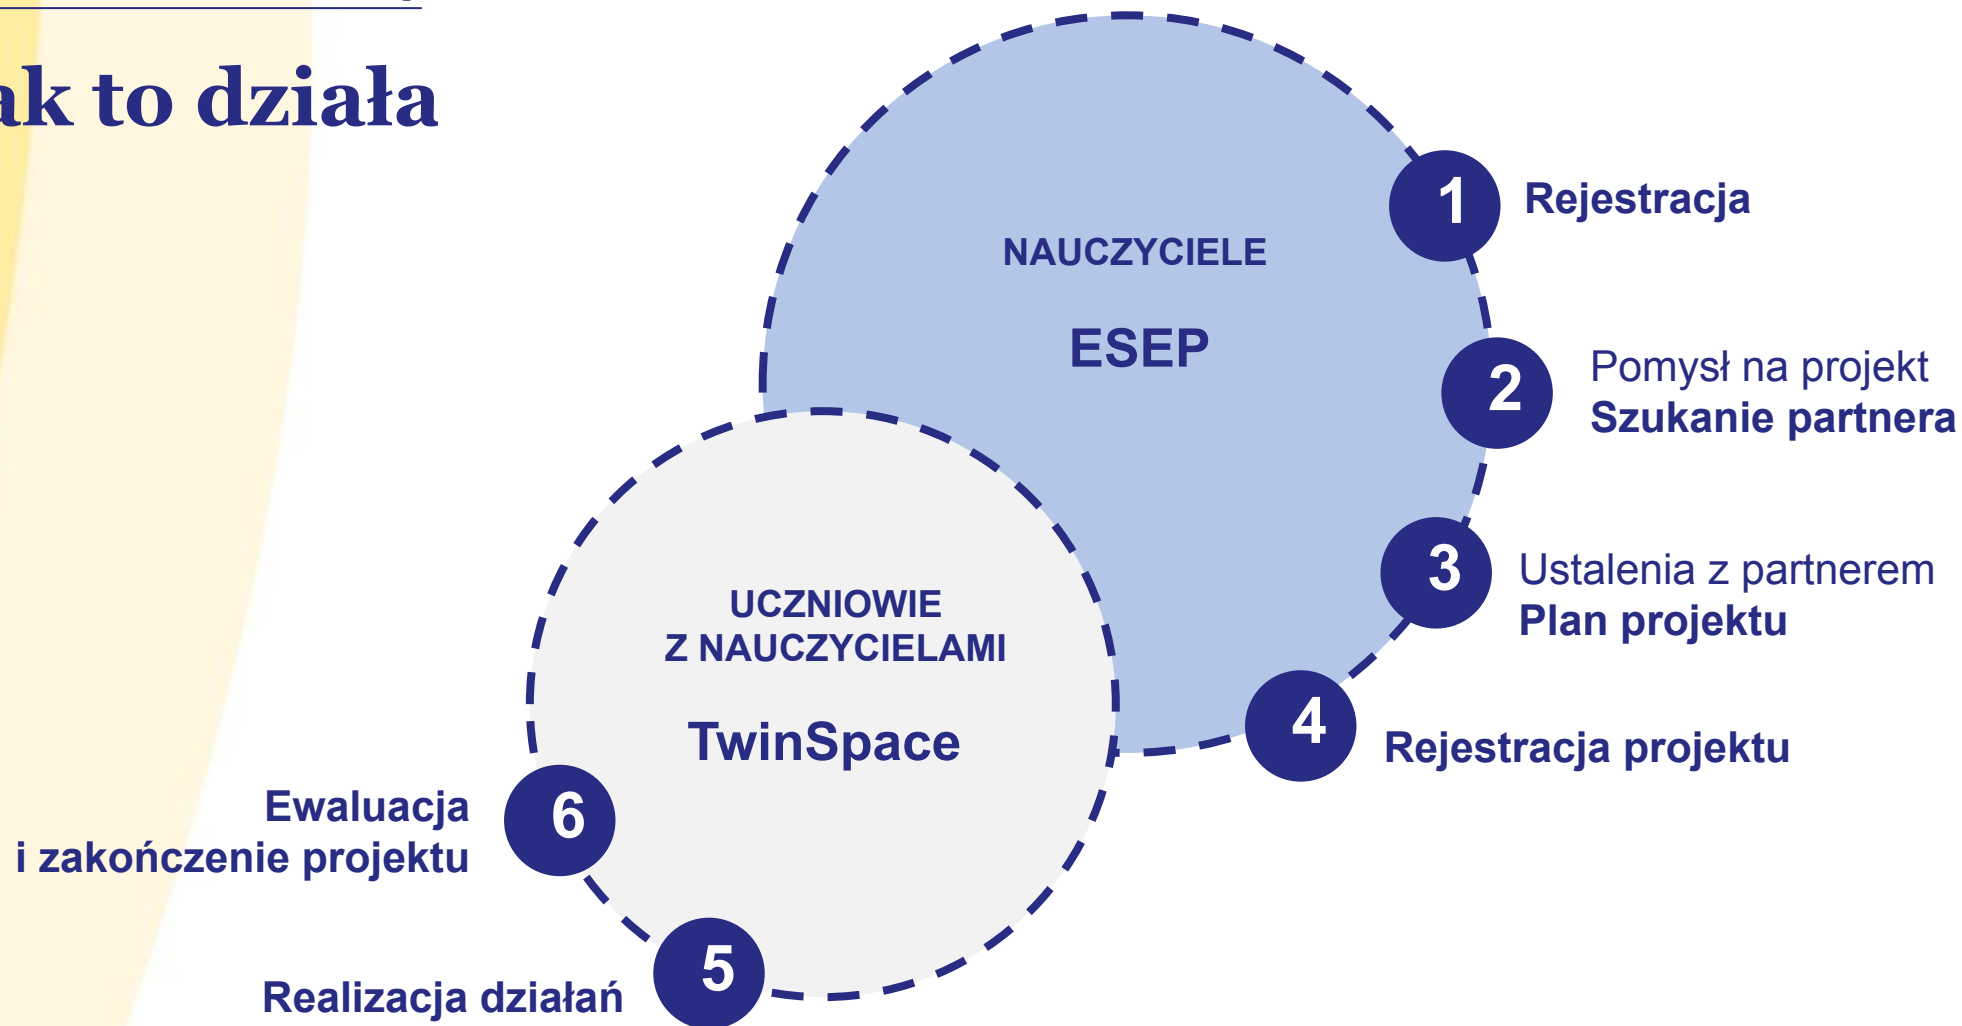 ak to działa
NAUCZYCIELE
ESEP
1
Rejestracja
2
Pomysł na projekt
Szukanie partnera
3
Ustalenia z partnerem
Plan projektu
4
Rejestracja projektu
UCZNIOWIE
Z NAUCZYCIELAMI
TwinSpace
5
Realizacja działań
6
Ewaluacja
i zakończenie projektu